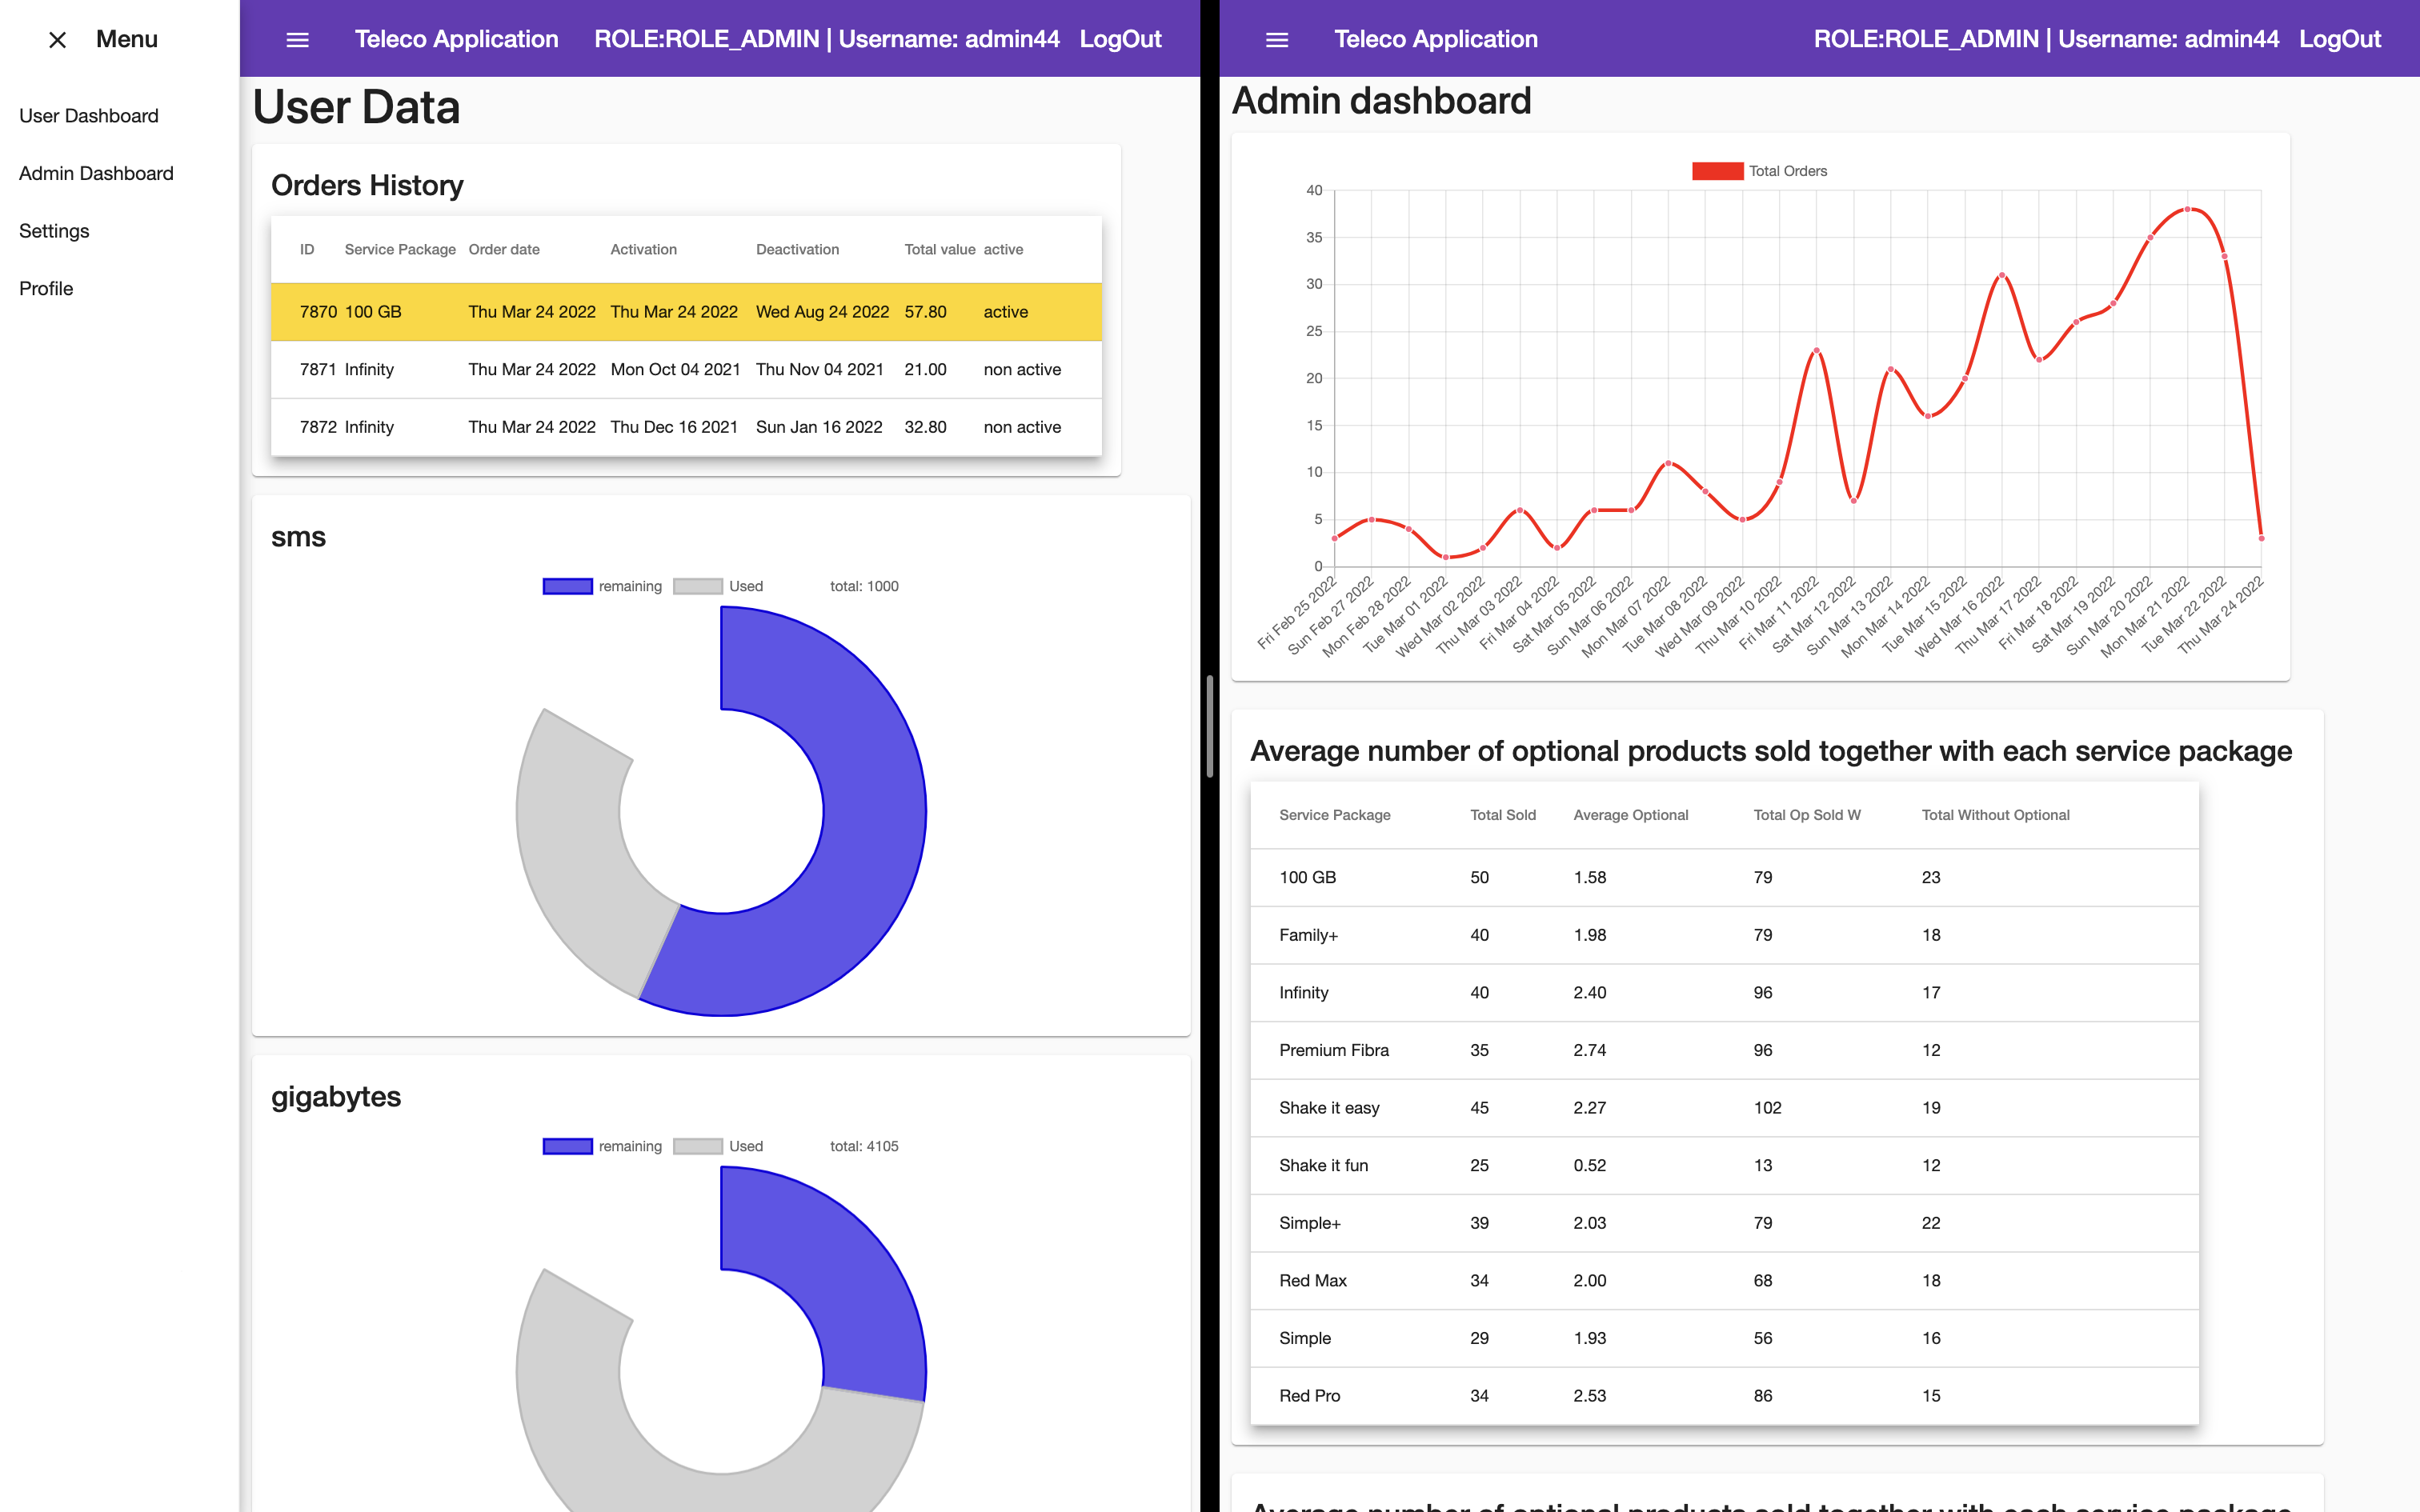 Menu
User Dashboard
Admin Dashboard
Settings
Profile
Teleco Application ROLE:ROLE_ADMIN | Username: admin44 LogOut
User Data
Orders History
ID Service Package Order date Activation Deactivation Total value active
7870 100 GB Thu Mar 24 2022 Thu Mar 24 2022 Wed Aug 24 2022 57.80 active
7871 Infinity Thu Mar 24 2022 Mon Oct 04 2021 Thu Nov 04 2021 21.00 non active
7872 Infinity Thu Mar 24 2022 Thu Dec 16 2021 Sun Jan 16 2022 32.80 non active
sms
remaining Used total: 1000
gigabytes
remaining Used total: 4105
Teleco Application ROLE:ROLE_ADMIN | Username: admin44 LogOut
Admin dashboard
Total Orders
40
35
30
25
20
15
10
5
0
Fri Feb 25 2022
Sun Feb 27 2022
Mon Feb 28 2022
Tue Mar 01 2022
Wed Mar 02 2022
Thu Mar 03 2022
Fri Mar 04 2022
Sat Mar 05 2022
Sun Mar 06 2022
Mon Mar 07 2022
Tue Mar 08 2022
Wed Mar 09 2022
Thu Mar 10 2022
Fri Mar 11 2022
Sat Mar 12 2022
Sun Mar 13 2022
Mon Mar 14 2022
Tue Mar 15 2022
Wed Mar 16 2022
Thu Mar 17 2022
Fri Mar 18 2022
Sat Mar 19 2022
Sun Mar 20 2022
Mon Mar 21 2022
Tue Mar 22 2022
Thu Mar 24 2022
Average number of optional products sold together with each service package
Service Package Total Sold Average Optional Total Op Sold W Total Without Optional
100 GB 50 1.58 79 23
Family+ 40 1.98 79 18
Infinity 40 2.40 96 17
Premium Fibra 35 2.74 96 12
Shake it easy 45 2.27 102 19
Shake it fun 25 0.52 13 12
Simple+ 39 2.03 79 22
Red Max 34 2.00 68 18
Simple 29 1.93 56 16
Red Pro 34 2.53 86 15
Average number of optional products sold together with each service package